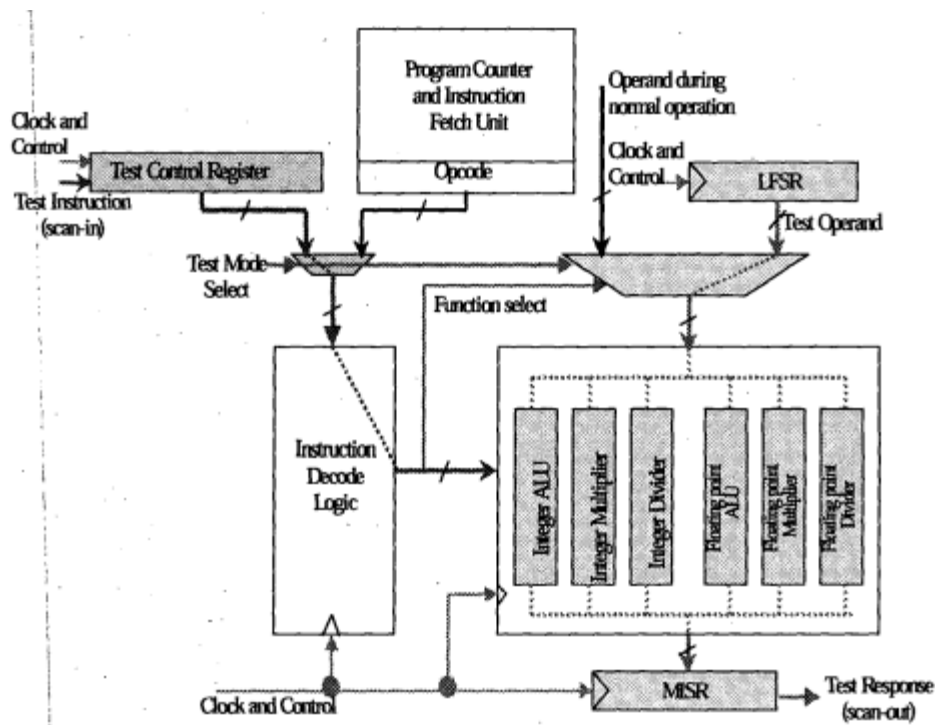 Program Counter
and Instruction
Fetch Unit
Opcode
Operand during
normal operation
Clock and
Control
Test Control Register
Test Instruction
(scan-in)
Clock and
Control
LFSR
Test Operand
Test Mode
Select
Function select
Instruction
Decode
Logic
Integer ALU
Integer Multiplier
Integer Divider
Floating point
ALU
Floating point
Multiplier
Floating point
Divider
Clock and Control
MISR
Test Response
(scan-out)